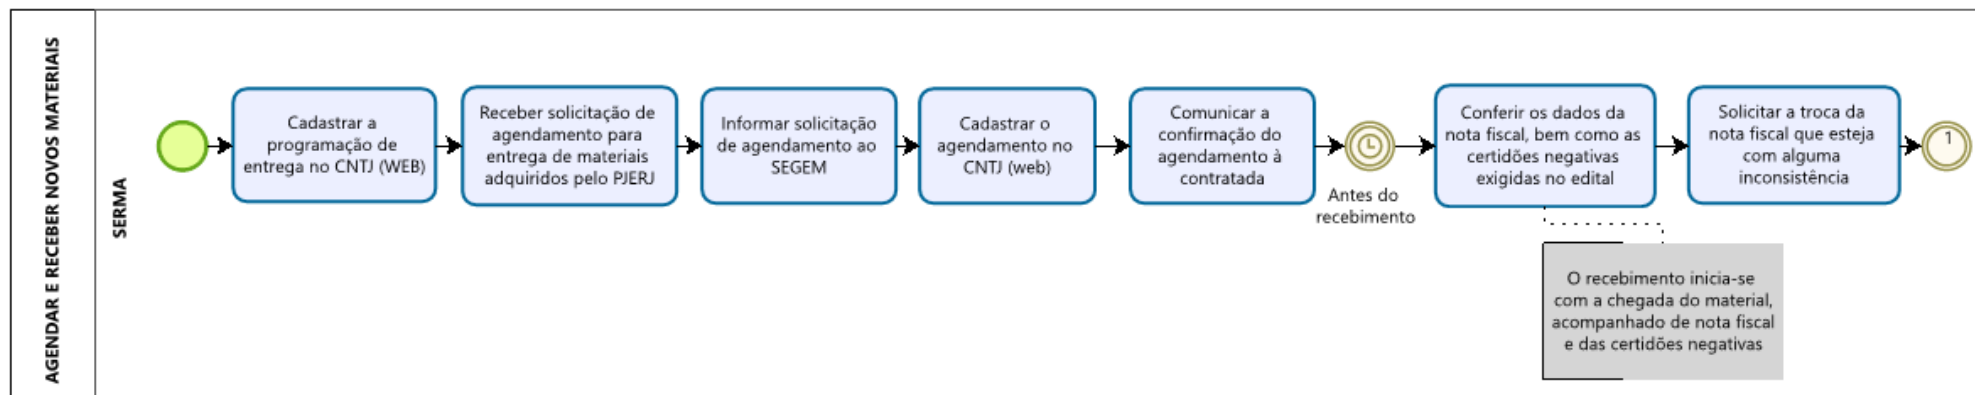 AGENDAR E RECEBER NOVOS MATERIAIS
SERMA
Cadastrar a
programação de
entrega no CNTJ (WEB)
Receber solicitação de
agendamento para
entrega de materiais
adquiridos pelo PJERJ
Informar solicitação
de agendamento ao
SEGEM
Cadastrar o
agendamento no
CNTJ (web)
Comunicar a
confirmação do
agendamento à
contratada
Antes do
recebimento
Conferir os dados da
nota fiscal, bem como as
certidões negativas
exigidas no edital
Solicitar a troca da
nota fiscal que esteja
com alguma
inconsistência
1
O recebimento inicia-se
com a chegada do material,
acompanhado de nota fiscal
e das certidões negativas